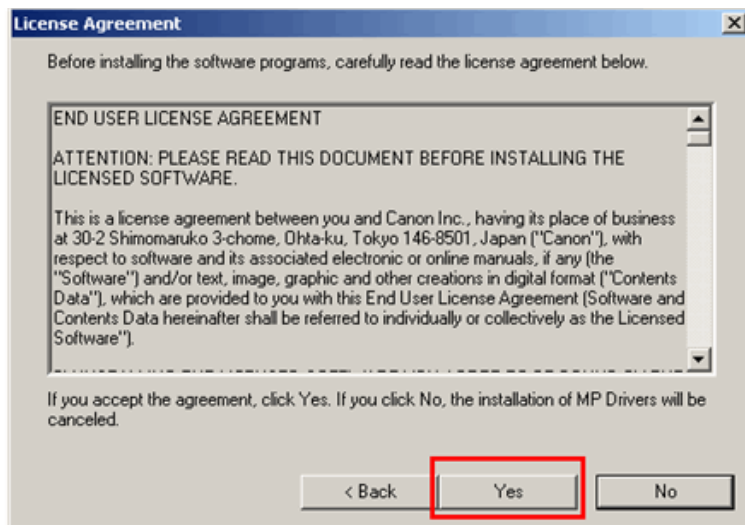 License Agreement
Before installing the software programs, carefully read the license agreement below.
END USER LICENSE AGREEMENT
ATTENTION: PLEASE READ THIS DOCUMENT BEFORE INSTALLING THE
LICENSED SOFTWARE.
This is a license agreement between you and Canon Inc., having its place of business
at 30-2 Shimomaruko 3-chome, Ohta-ku, Tokyo 146-8501, Japan ("Canon"), with
respect to software and its associated electronic or online manuals, if any (the
"Software") and/or text, image, graphic and other creations in digital format ("Contents
Data"), which are provided to you with this End User License Agreement (Software and
Contents Data hereinafter shall be referred to individually or collectively as the Licensed
Software").
If you accept the agreement, click Yes. If you click No, the installation of MP Drivers will be
canceled.
< Back
Yes
No